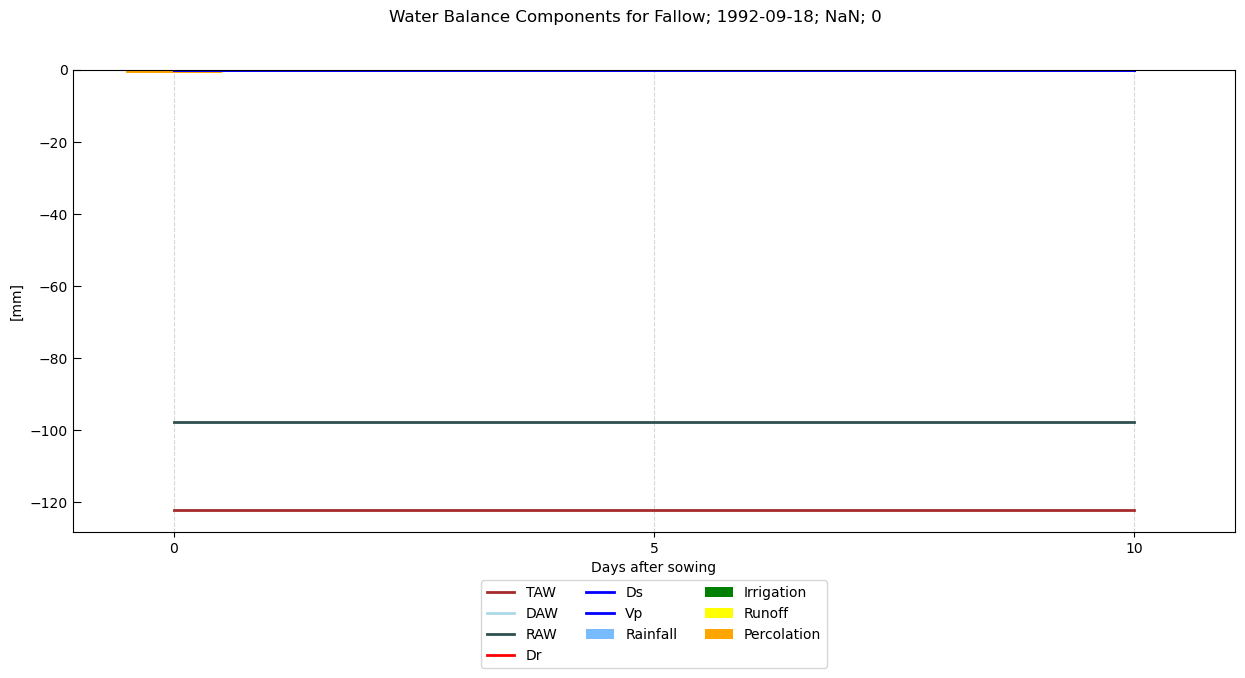 Water Balance Components for Fallow; 1992-09-18; NaN; 0
0
−20
−40
−60
−80
−100
−120
[mm]
0 5 10
Days after sowing
TAW Ds Irrigation
DAW Vp Runoff
RAW Rainfall Percolation
Dr